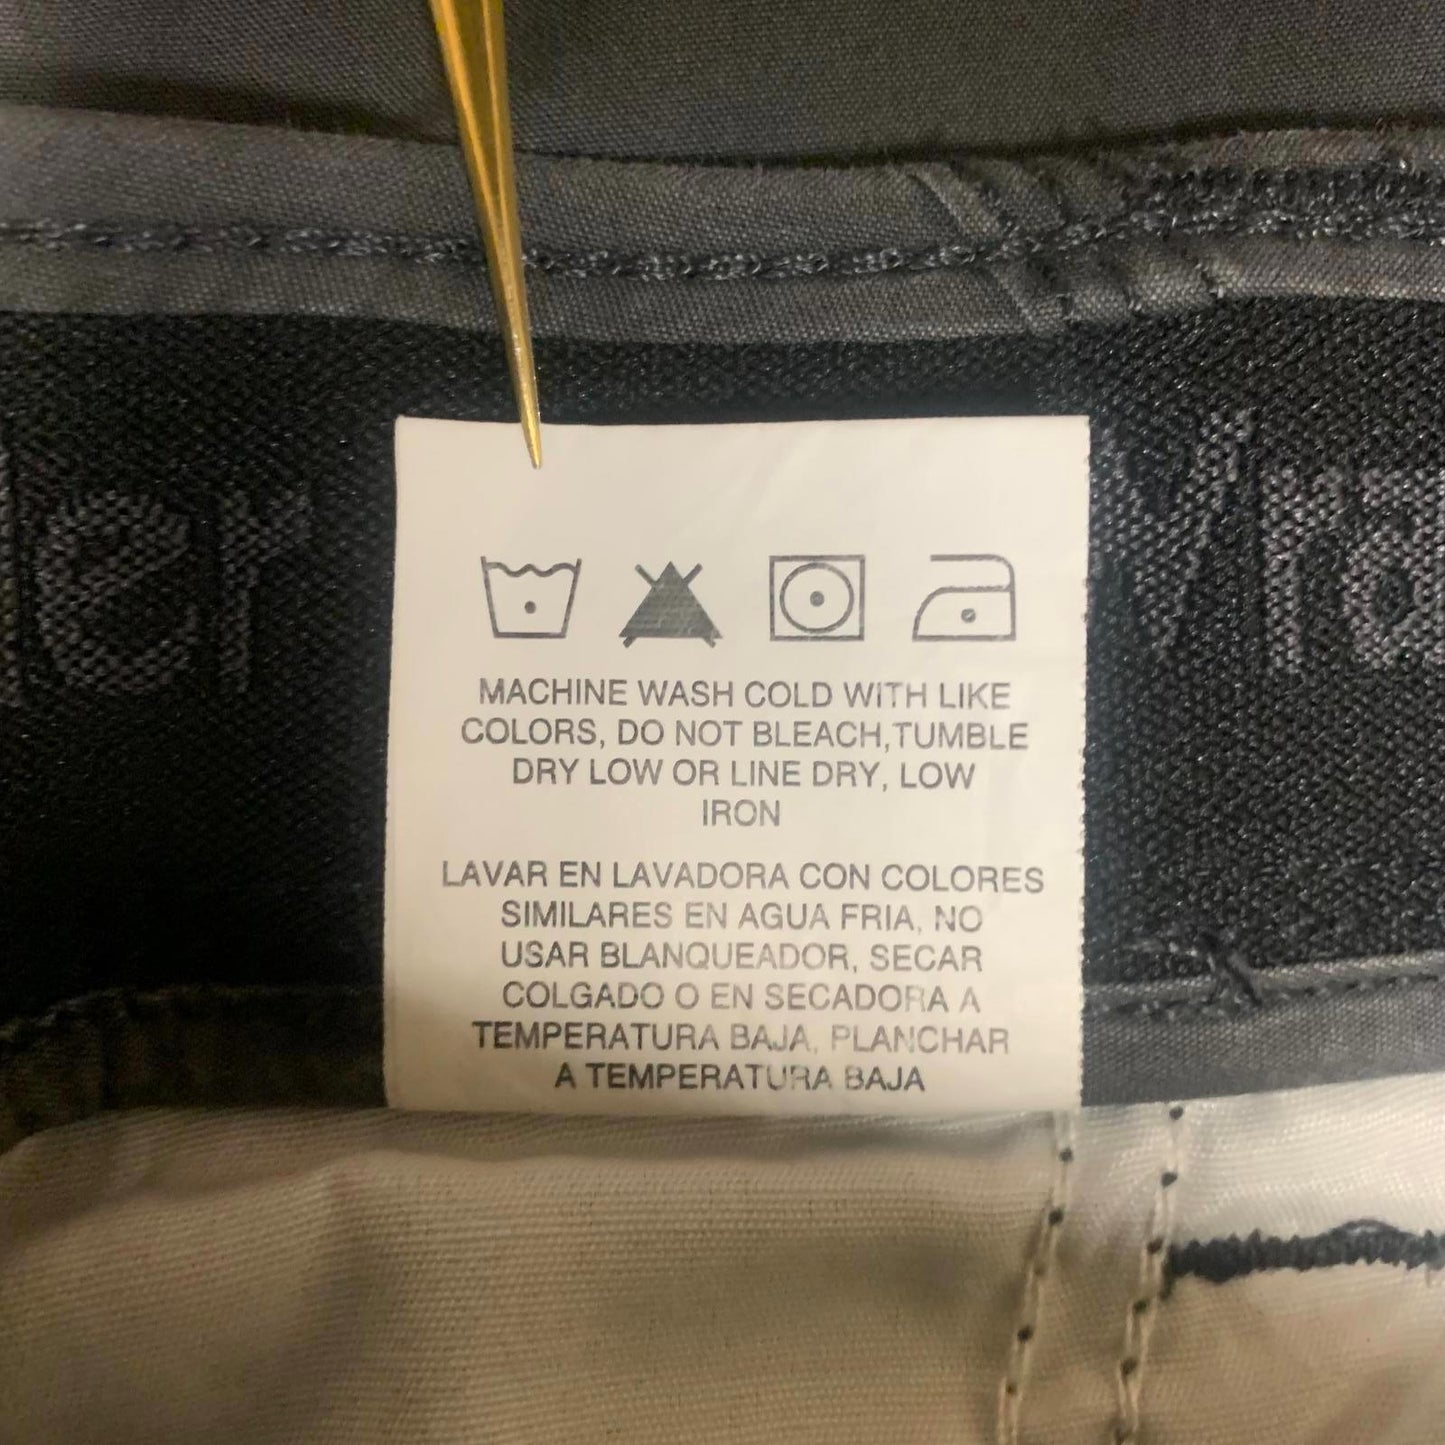 MACHINE WASH COLD WITH LIKE
COLORS, DO NOT BLEACH,TUMBLE
DRY LOW OR LINE DRY, LOW
IRON
LAVAR EN LAVADORA CON COLORES
SIMILARES EN AGUA FRIA, NO
USAR BLANQUEADOR, SECAR
COLGADO O EN SECADORA A
TEMPERATURA BAJA, PLANCHAR
A TEMPERATURA BAJA